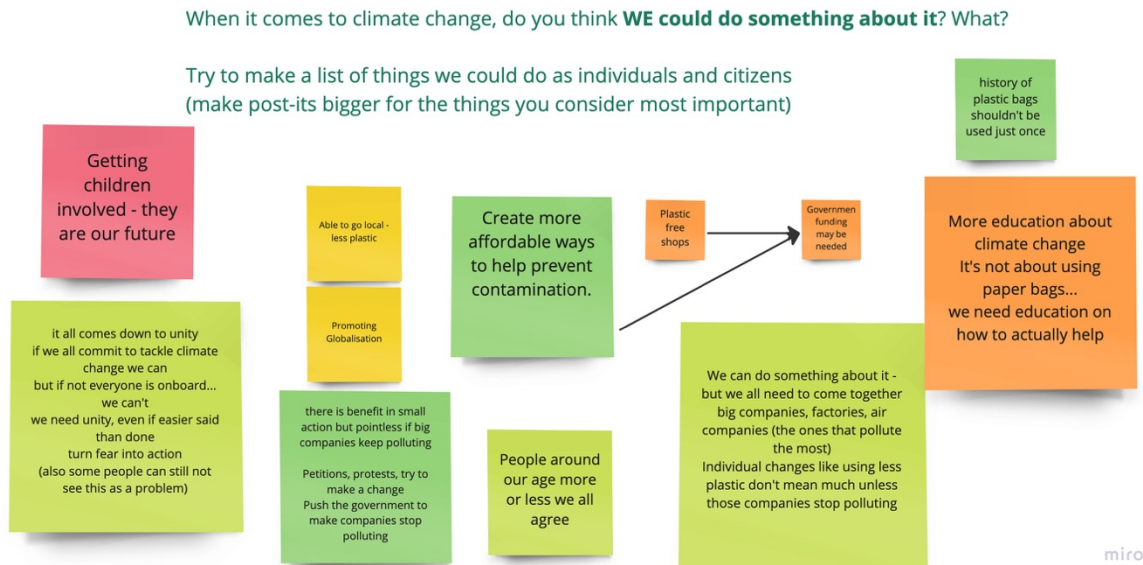 When it comes to climate change, do you think WE could do something about it? What?
Try to make a list of things we could do as individuals and citizens
(make post-its bigger for the things you consider most important)
history of
plastic bags
shouldn't be
used just once
Getting
children
involved - they
are our future
Able to go local -
less plastic
Create more
affordable ways
to help prevent
contamination.
Plastic
free
shops
Governmen
funding
may be
needed
More education about
climate change
It's not about using
paper bags...
we need education on
how to actually help
Promoting
Globalisation
it all comes down to unity
if we all commit to tackle climate
change we can
but if not everyone is onboard...
we can't
we need unity, even if easier said
than done
turn fear into action
(also some people can still not
see this as a problem)
there is benefit in small
action but pointless if big
companies keep polluting
Petitions, protests, try to
make a change
Push the government to
make companies stop
polluting
People around
our age more
or less we all
agree
We can do something about it -
but we all need to come together
big companies, factories, air
companies (the ones that pollute
the most)
Individual changes like using less
plastic don't mean much unless
those companies stop polluting
miro